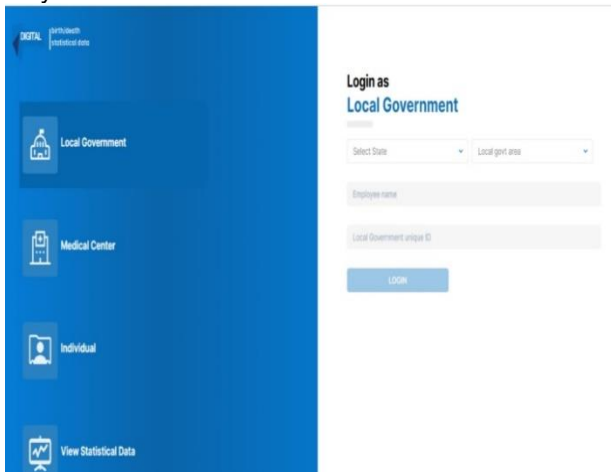 DIGITAL
birth/death
statistical data
Local Government
Medical Center
Individual
View Statistical Data
Login as
Local Government
Select State
Local govt area
Employee name
Local Government unique ID
LOGIN